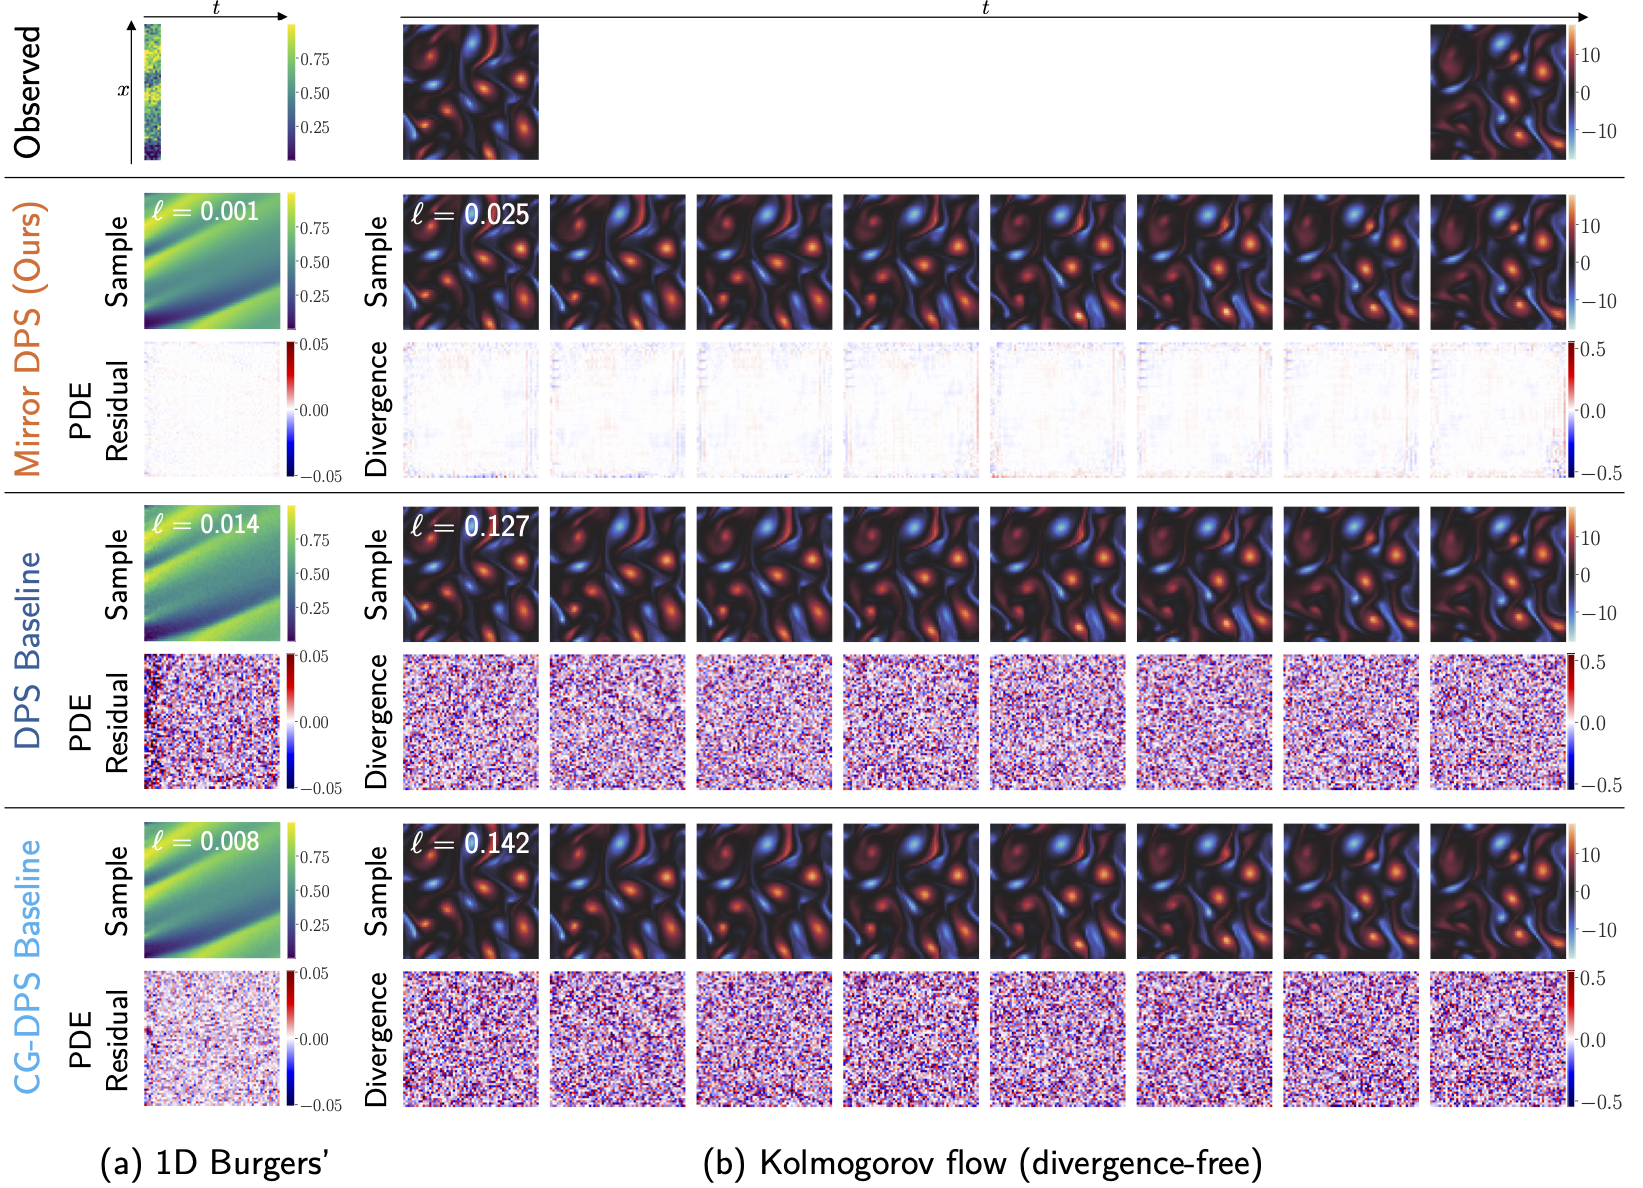 t
t
Observed
x
0.75
0.50
0.25
10
0
−10
Mirror DPS (Ours)
Sample
ℓ = 0.001
0.75
0.50
0.25
Sample
ℓ = 0.025
10
0
−10
PDE
Residual
0.05
0.00
−0.05
Divergence
0.5
0.0
−0.5
DPS Baseline
Sample
ℓ = 0.014
0.75
0.50
0.25
Sample
ℓ = 0.127
10
0
−10
PDE
Residual
0.05
0.00
−0.05
Divergence
0.5
0.0
−0.5
CG-DPS Baseline
Sample
ℓ = 0.008
0.75
0.50
0.25
Sample
ℓ = 0.142
10
0
−10
PDE
Residual
0.05
0.00
−0.05
Divergence
0.5
0.0
−0.5
(a) 1D Burgers’
(b) Kolmogorov flow (divergence-free)